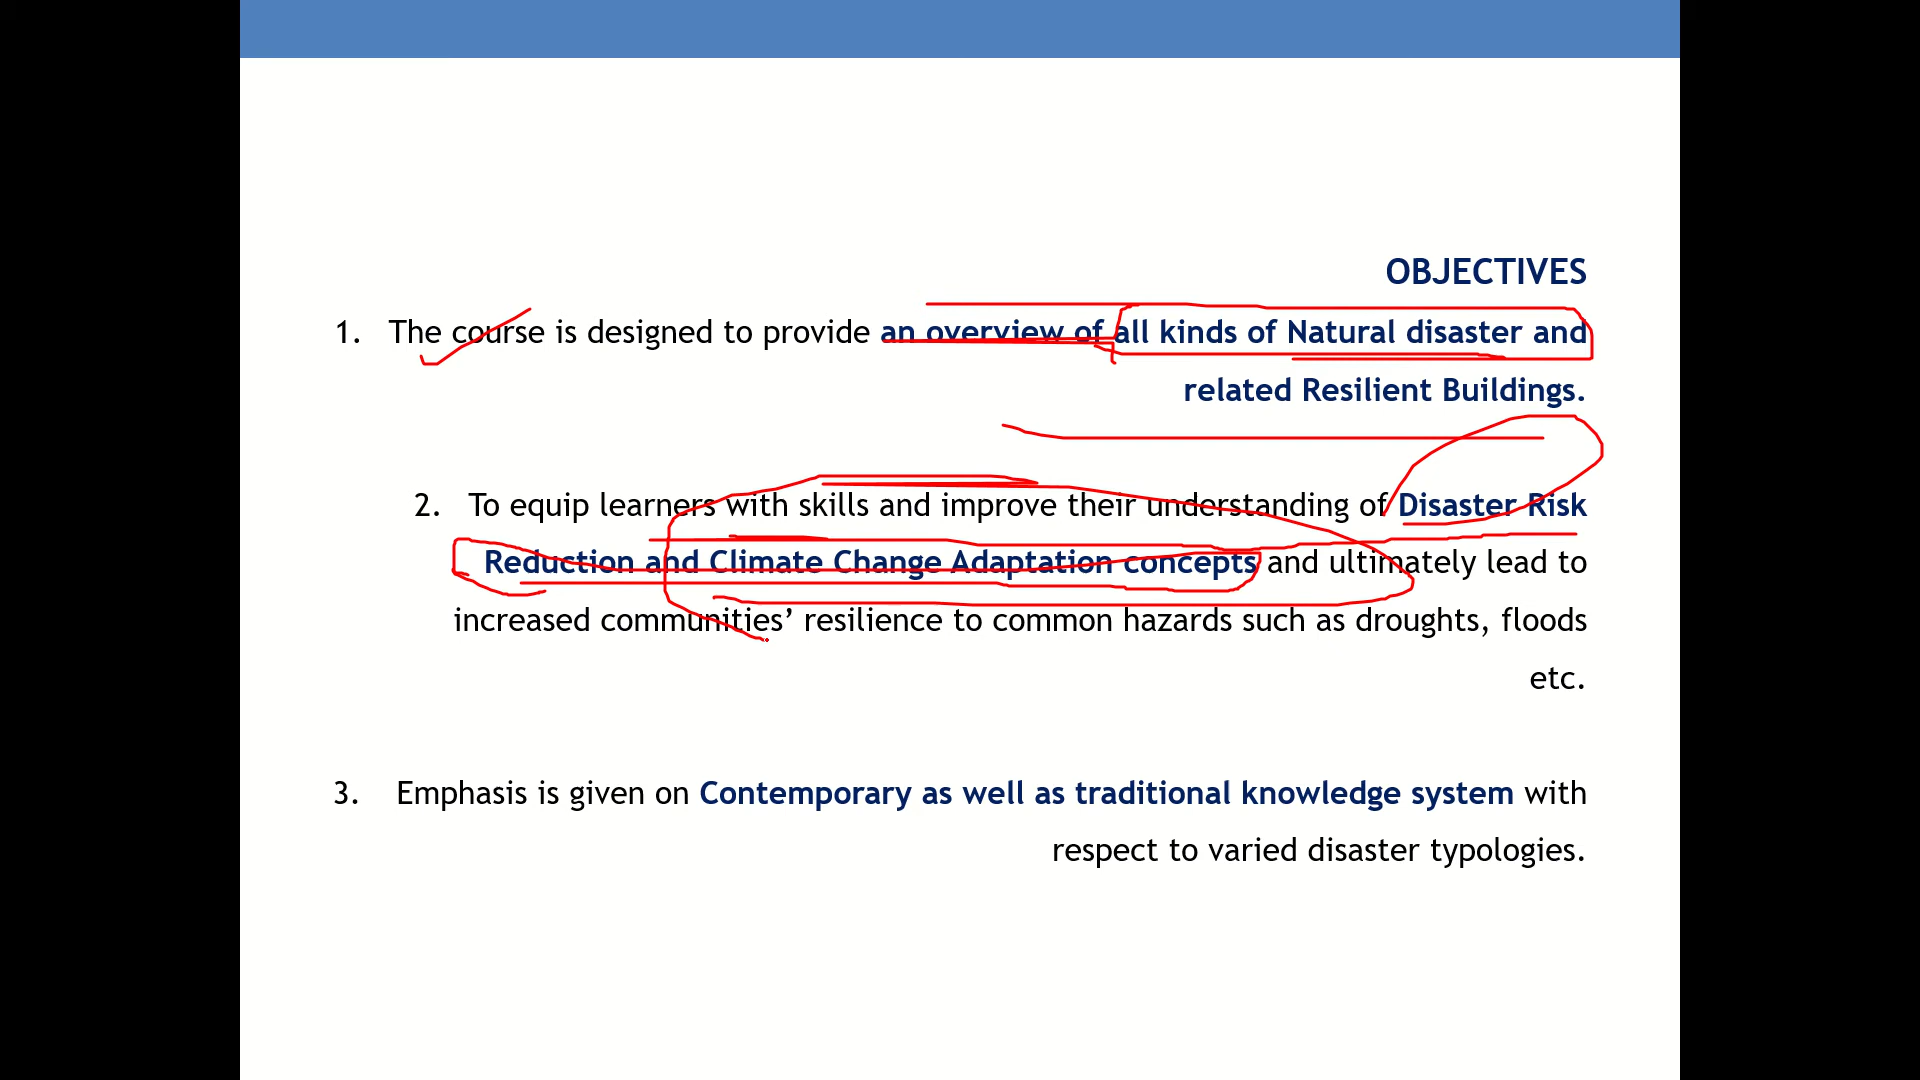 OBJECTIVES
1. The course is designed to provide an overview of all kinds of Natural disaster and
related Resilient Buildings.
2. To equip learners with skills and improve their understanding of Disaster Risk
Reduction and Climate Change Adaptation concepts and ultimately lead to
increased communities’ resilience to common hazards such as droughts, floods
etc.
3. Emphasis is given on Contemporary as well as traditional knowledge system with
respect to varied disaster typologies.